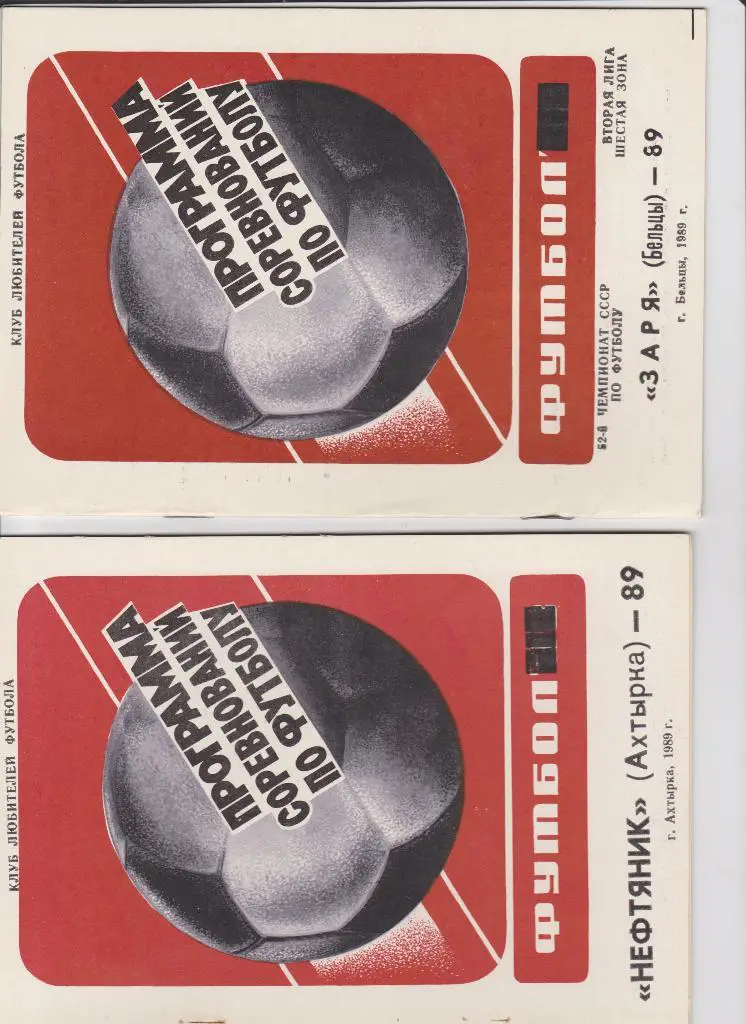 КЛУБ ЛЮБИТЕЛЕЙ ФУТБОЛА
ПРОГРАММА
СОРЕВНОВАНИЙ
ПО ФУТБОЛУ
ФУТБОЛ
52-й ЧЕМПИОНАТ СССР
ПО ФУТБОЛУ
ВТОРАЯ ЛИГА
ШЕСТАЯ ЗОНА
«ЗАРЯ» (Бельцы) — 89
г. Бельцы, 1989 г.
КЛУБ ЛЮБИТЕЛЕЙ ФУТБОЛА
ПРОГРАММА
СОРЕВНОВАНИЙ
ПО ФУТБОЛУ
ФУТБОЛ
«НЕФТЯНИК» (Ахтырка) — 89
г. Ахтырка, 1989 г.